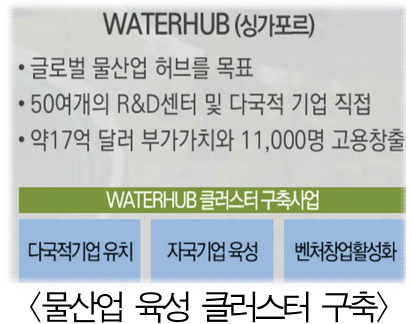 WATERHUB (싱가포르)
• 글로벌 물산업 허브를 목표
• 50여개의 R&D센터 및 다국적 기업 직접
• 약17억 달러 부가가치와 11,000명 고용창출
WATERHUB 클러스터 구축사업
다국적기업 유치 자국기업 육성 벤처창업활성화
<물산업 육성 클러스터 구축>